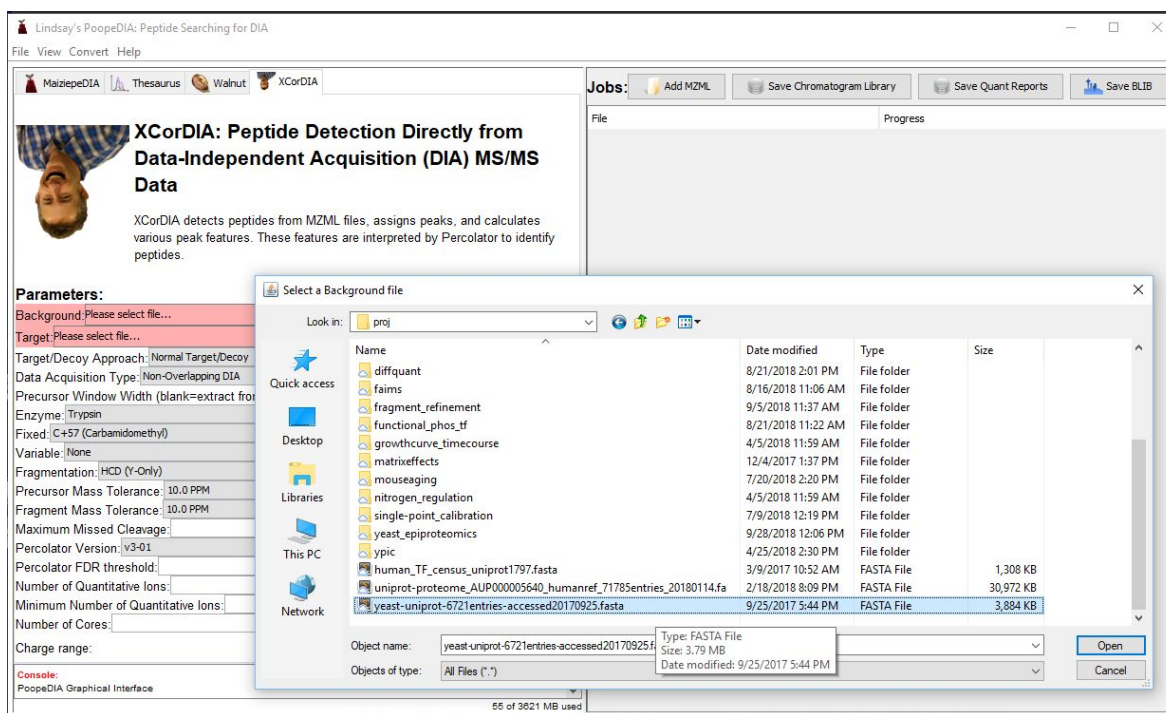 Lindsay's PoopeDIA: Peptide Searching for DIA
File View Convert Help
MaiziepeDIA Thesaurus Walnut XCorDIA
XCorDIA: Peptide Detection Directly from
Data-Independent Acquisition (DIA) MS/MS
Data
XCorDIA detects peptides from MZML files, assigns peaks, and calculates
various peak features. These features are interpreted by Percolator to identify
peptides.
Parameters:
Background: Please select file...
Target: Please select file...
Target/Decoy Approach: Normal Target/Decoy
Data Acquisition Type: Non-Overlapping DIA
Precursor Window Width (blank=extract from
Enzyme: Trypsin
Fixed: C+57 (Carbamidomethyl)
Variable: None
Fragmentation: HCD (Y-Only)
Precursor Mass Tolerance: 10.0 PPM
Fragment Mass Tolerance: 10.0 PPM
Maximum Missed Cleavage:
Percolator Version: v3-01
Percolator FDR threshold:
Number of Quantitative Ions:
Minimum Number of Quantitative Ions:
Number of Cores:
Charge range:
Console:
PoopeDIA Graphical Interface
55 of 3621 MB used
Jobs: Add MZML Save Chromatogram Library Save Quant Reports Save BLIB
File Progress
Select a Background file
Look in: proj
Quick access
Desktop
Libraries
This PC
Network
Name Date modified Type Size
diffquant 8/21/2018 2:01 PM File folder
faims 8/16/2018 11:06 AM File folder
fragment_refinement 9/5/2018 11:37 AM File folder
functional_phos_tf 8/21/2018 11:22 AM File folder
growthcurve_timecourse 4/5/2018 11:59 AM File folder
matrixeffects 12/4/2017 1:37 PM File folder
mouseaging 7/20/2018 2:20 PM File folder
nitrogen_regulation 4/5/2018 11:59 AM File folder
single-point_calibration 7/9/2018 12:19 PM File folder
yeast_epiproteomics 9/28/2018 12:06 PM File folder
ypic 4/25/2018 2:30 PM File folder
human_TF_census_uniprot1797.fasta 3/9/2017 10:52 AM FASTA File 1,308 KB
uniprot-proteome_AUP000005640_humanref_71785entries_20180114.fa 2/18/2018 8:09 PM FASTA File 30,972 KB
yeast-uniprot-6721entries-accessed20170925.fasta 9/25/2017 5:44 PM FASTA File 3,884 KB
Object name: yeast-uniprot-6721entries-accessed20170925.f Open
Objects of type: All Files (*.*) Cancel
Type: FASTA File
Size: 3.79 MB
Date modified: 9/25/2017 5:44 PM